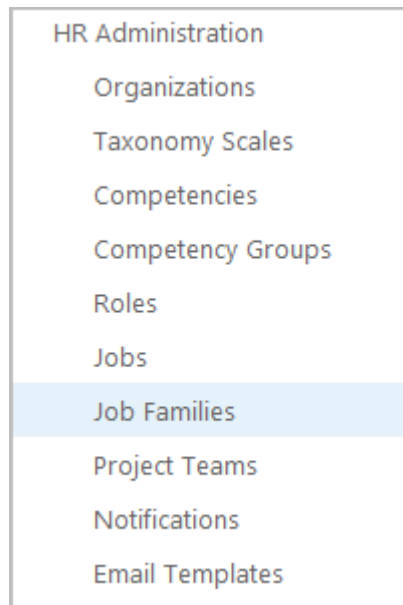 HR Administration
Organizations
Taxonomy Scales
Competencies
Competency Groups
Roles
Jobs
Job Families
Project Teams
Notifications
Email Templates